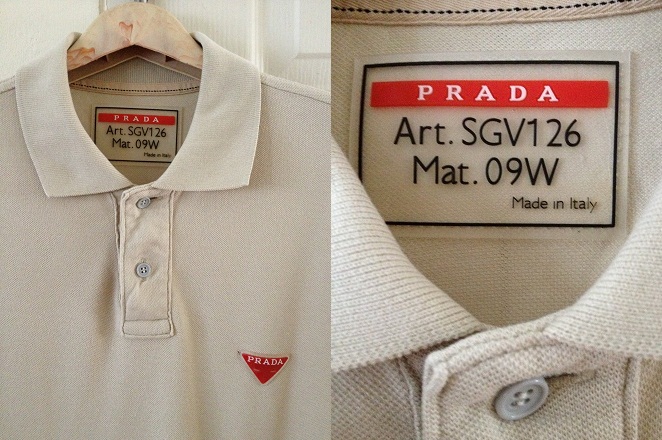 PRADA
Art. SGV126
Mat. 09W
Made in Italy
PRADA
PRADA
Art. SGV126
Mat. 09W
Made in Italy